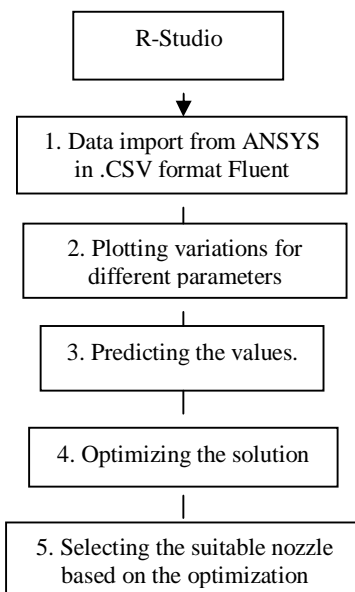 R-Studio
1. Data import from ANSYS
in .CSV format Fluent
2. Plotting variations for
different parameters
3. Predicting the values.
4. Optimizing the solution
5. Selecting the suitable nozzle
based on the optimization